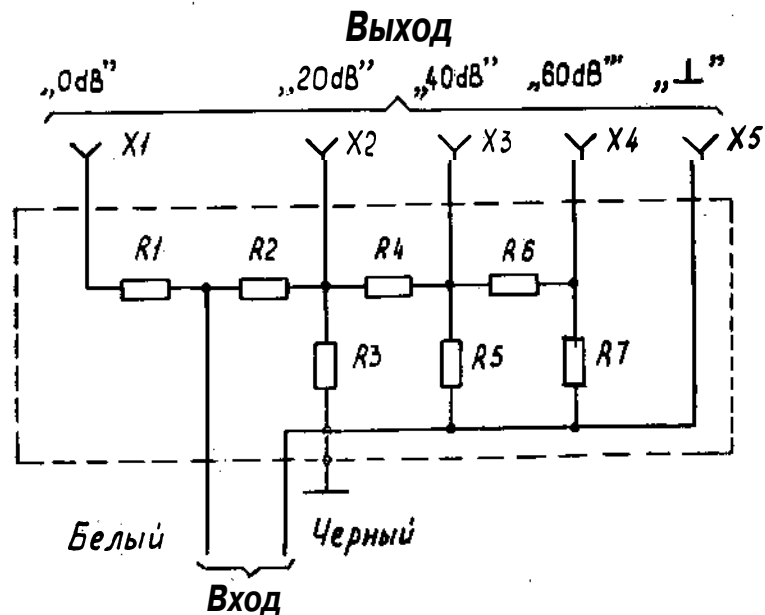 Выход
„0dB” „20dB” „40dB” „60dB”” „⊥”
X1 X2 X3 X4 X5
R1 R2 R4 R6
R3 R5 R7
Белый Черный
Вход